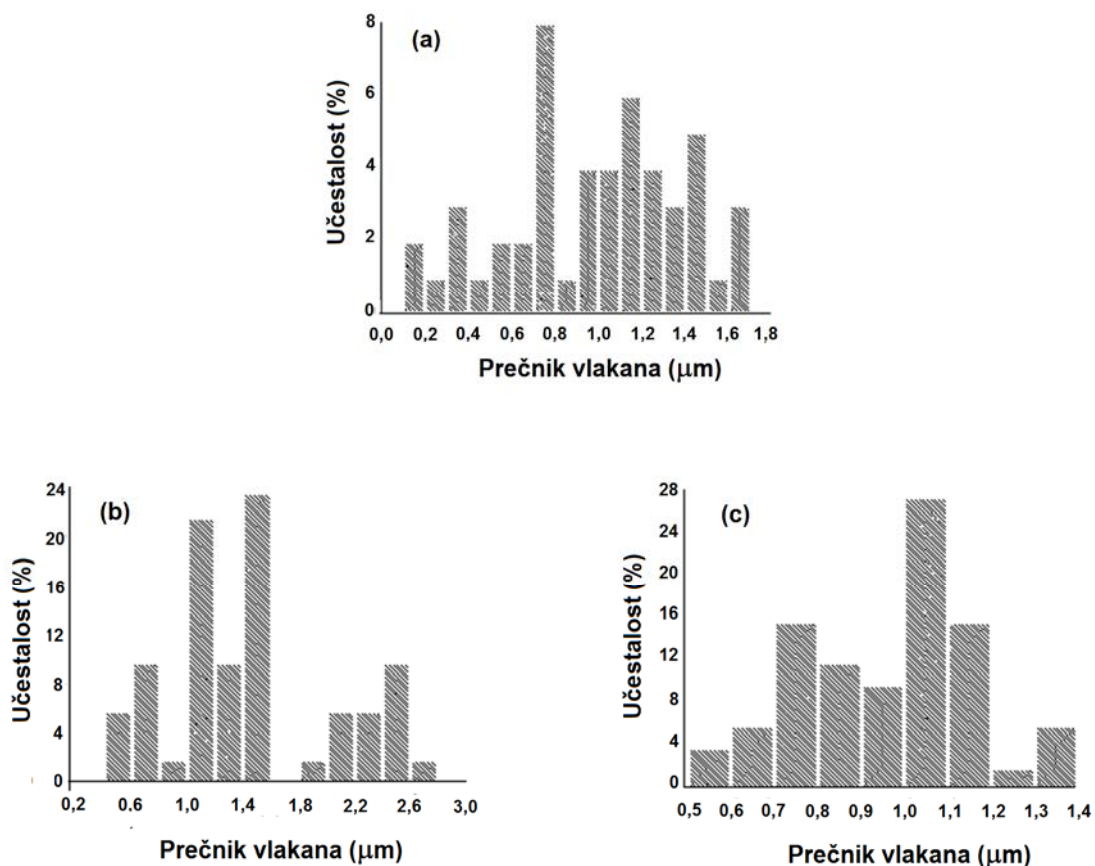 (a)
Učestalost (%)
8
6
4
2
0
0,0 0,2 0,4 0,6 0,8 1,0 1,2 1,4 1,6 1,8
Prečnik vlakana (μm)
(b)
Učestalost (%)
24
20
16
12
8
4
0
0,2 0,6 1,0 1,4 1,8 2,2 2,6 3,0
Prečnik vlakana (μm)
(c)
Učestalost (%)
28
24
20
16
12
8
4
0
0,5 0,6 0,7 0,8 0,9 1,0 1,1 1,2 1,3 1,4
Prečnik vlakana (μm)